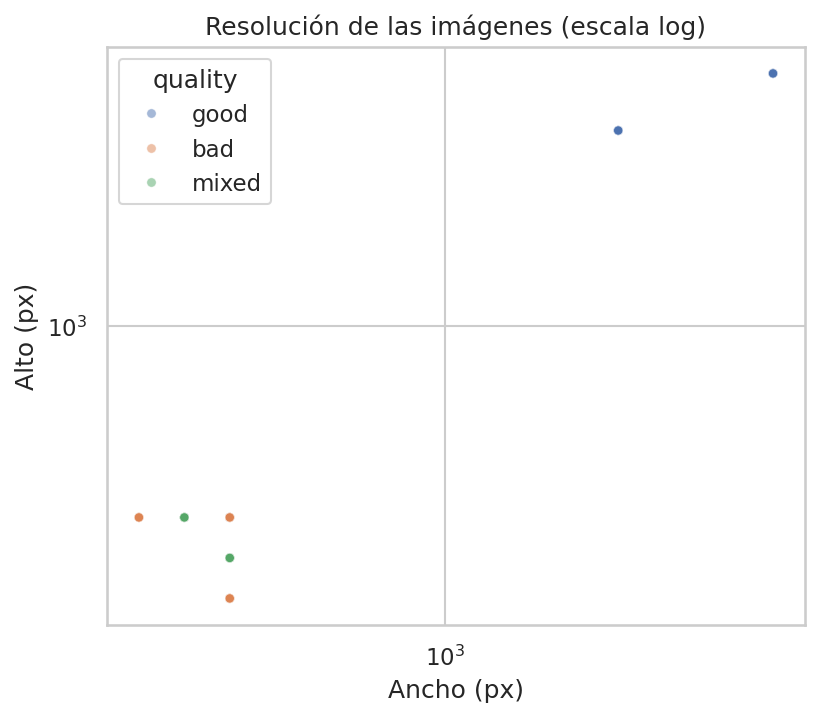 Resolución de las imágenes (escala log)
quality
good
bad
mixed
Alto (px)
10³
10³
Ancho (px)